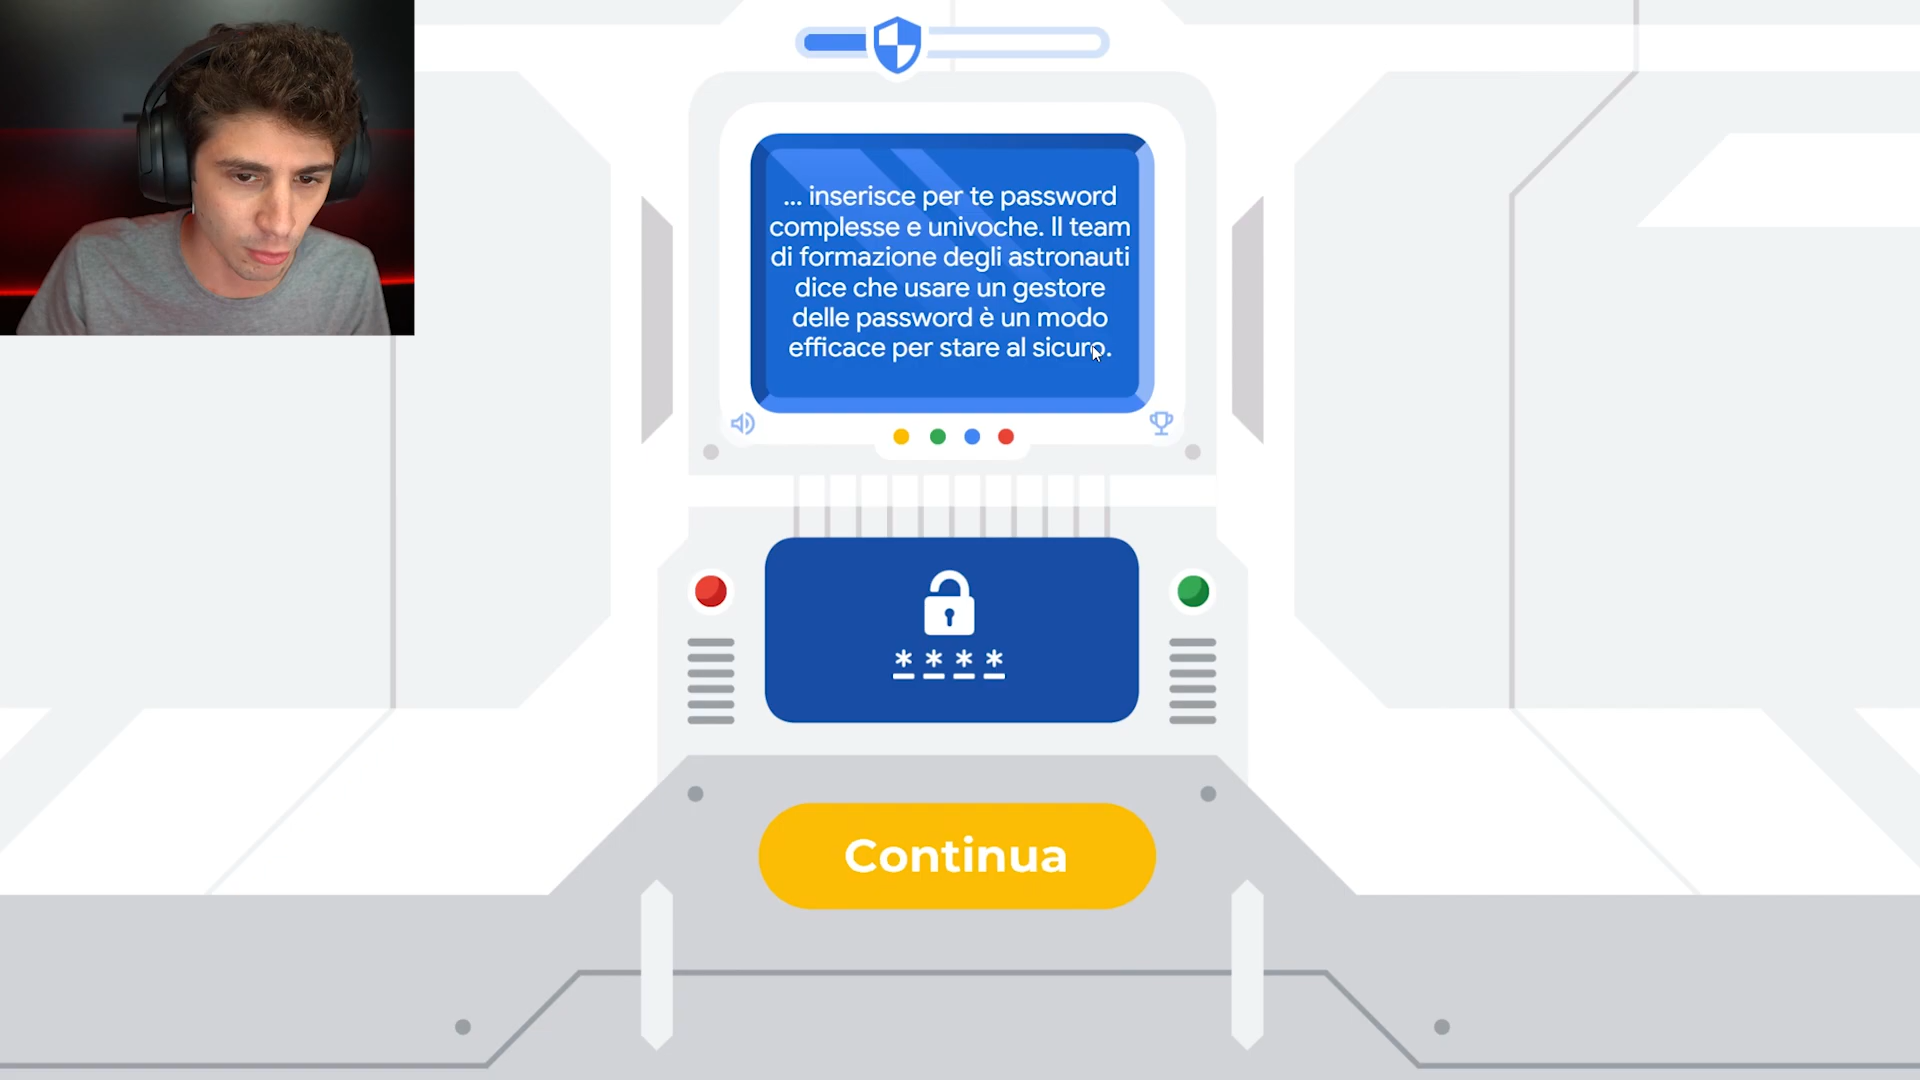 ... inserisce per te password
complesse e univoche. Il team
di formazione degli astronauti
dice che usare un gestore
delle password è un modo
efficace per stare al sicuro.
* * * *
Continua